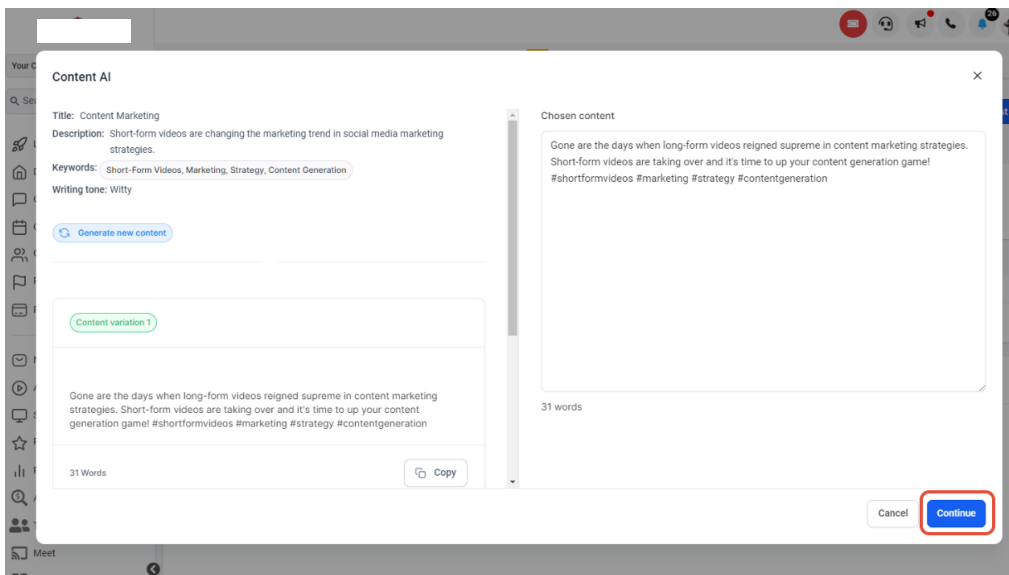 26
Your C
Content AI
Title: Content Marketing
Description: Short-form videos are changing the marketing trend in social media marketing
strategies.
Keywords: Short-Form Videos, Marketing, Strategy, Content Generation
Writing tone: Witty
Generate new content
Content variation 1
Gone are the days when long-form videos reigned supreme in content marketing
strategies. Short-form videos are taking over and it's time to up your content
generation game! #shortformvideos #marketing #strategy #contentgeneration
31 Words
Copy
Chosen content
Gone are the days when long-form videos reigned supreme in content marketing strategies.
Short-form videos are taking over and it's time to up your content generation game!
#shortformvideos #marketing #strategy #contentgeneration
31 words
Cancel
Continue
Meet